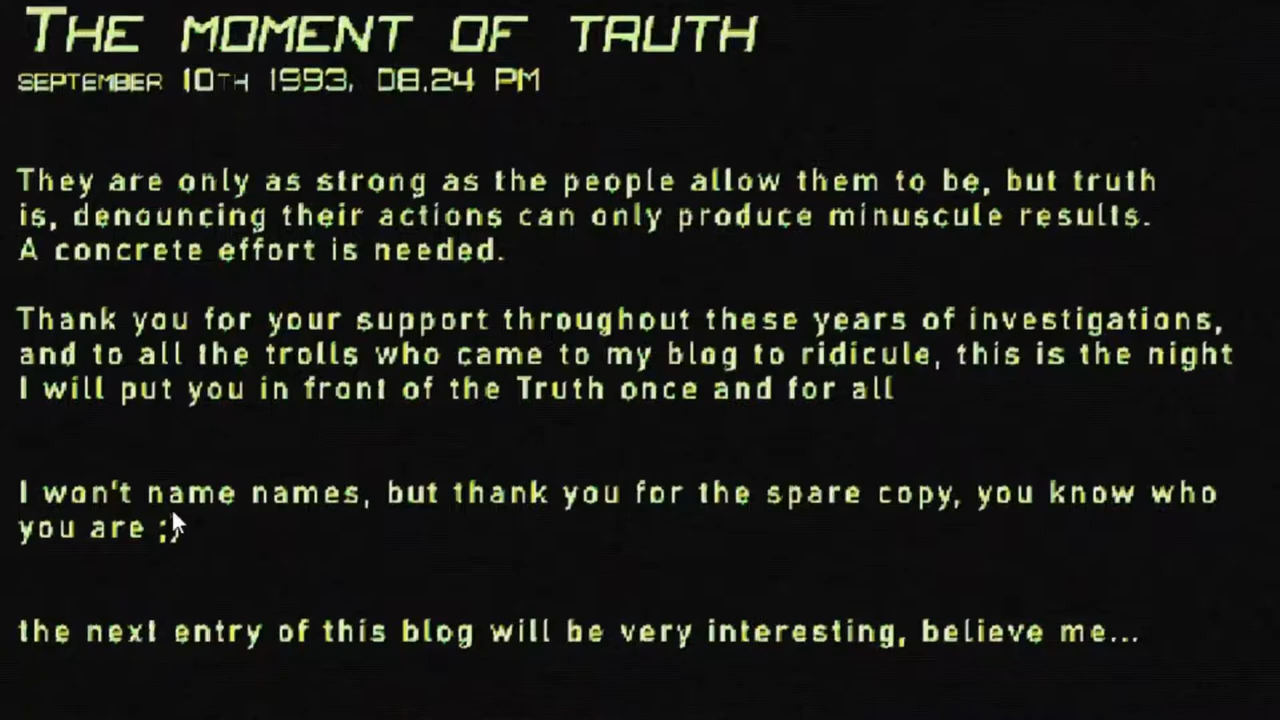 THE MOMENT OF TRUTH
SEPTEMBER 10TH 1993, 08.24 PM
They are only as strong as the people allow them to be, but truth
is, denouncing their actions can only produce minuscule results.
A concrete effort is needed.
Thank you for your support throughout these years of investigations,
and to all the trolls who came to my blog to ridicule, this is the night
I will put you in front of the Truth once and for all
I won't name names, but thank you for the spare copy, you know who
you are ;)
the next entry of this blog will be very interesting, believe me...